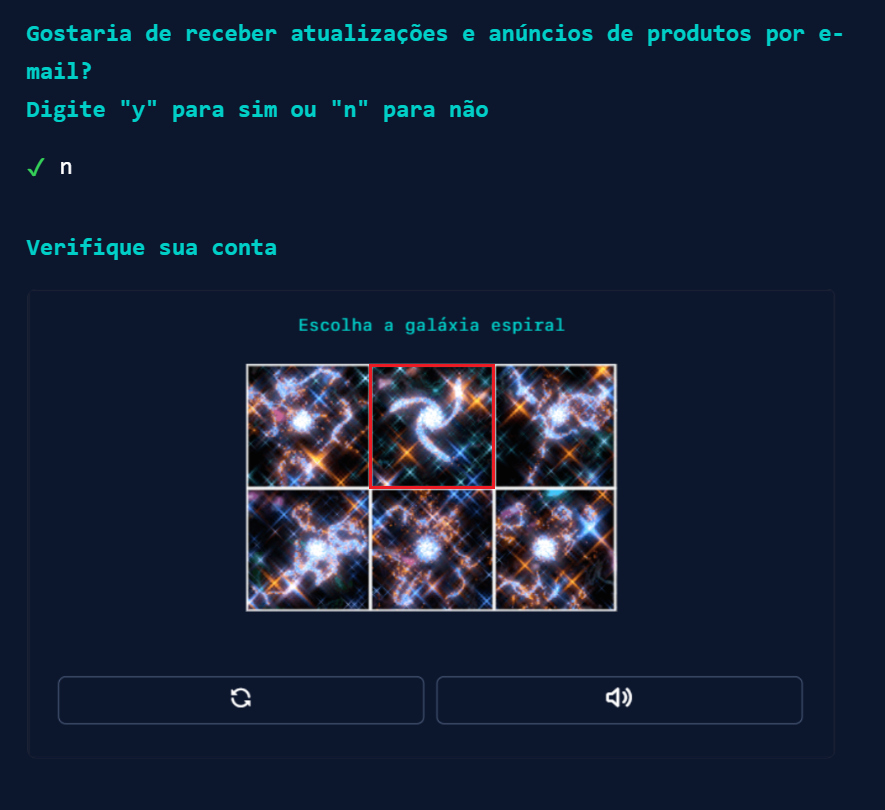 Gostaria de receber atualizações e anúncios de produtos por e-
mail?
Digite "y" para sim ou "n" para não
✓ n
Verifique sua conta
Escolha a galáxia espiral